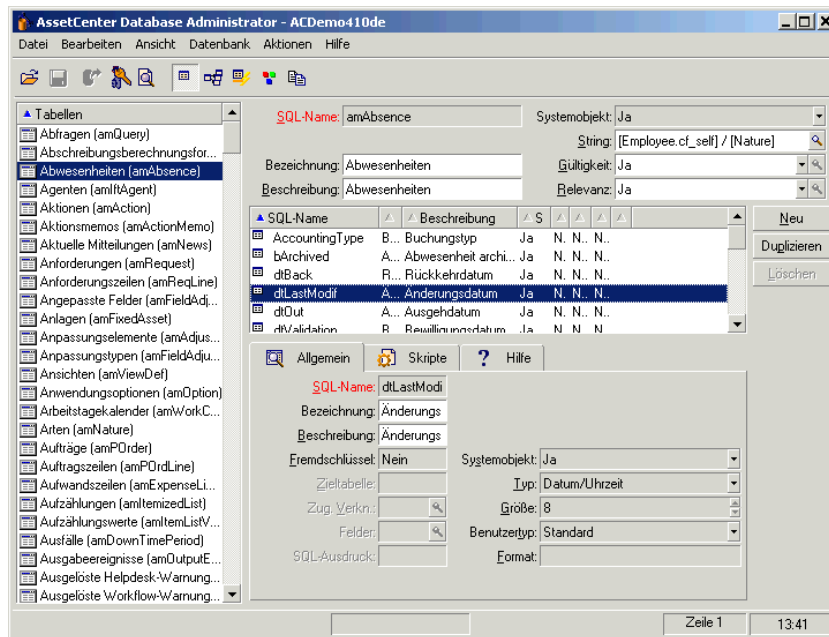 AssetCenter Database Administrator - ACDemo410de
Datei Bearbeiten Ansicht Datenbank Aktionen Hilfe
Tabellen
Abfragen (amQuery)
Abschreibungsberechnungsfor...
Abwesenheiten (amAbsence)
Agenten (amIftAgent)
Aktionen (amAction)
Aktionsmemos (amActionMemo)
Aktuelle Mitteilungen (amNews)
Anforderungen (amRequest)
Anforderungszeilen (amReqLine)
Angepasste Felder (amFieldAdj...
Anlagen (amFixedAsset)
Anpassungselemente (amAdjus...
Anpassungstypen (amFieldAdju...
Ansichten (amViewDef)
Anwendungsoptionen (amOption)
Arbeitstagekalender (amWorkC...
Arten (amNature)
Aufträge (amPOrder)
Auftragszeilen (amPOrdLine)
Aufwandszeilen (amExpenseLi...
Aufzählungen (amItemizedList)
Aufzählungswerte (amItemListV...
Ausfälle (amDownTimePeriod)
Ausgabeereignisse (amOutputE...
Ausgelöste Helpdesk-Warnung...
Ausgelöste Workflow-Warnung...
SQL-Name: amAbsence Systemobjekt: Ja
String: [Employee.cf_self] / [Nature]
Bezeichnung: Abwesenheiten Gültigkeit: Ja
Beschreibung: Abwesenheiten Relevanz: Ja
SQL-Name Beschreibung S
AccountingType B... Buchungstyp Ja N. N.. N...
bArchived A... Abwesenheit archi... Ja N. N.. N...
dtBack R... Rückkehrdatum Ja N. N.. N...
dtLastModif Ä... Änderungsdatum Ja N. N.. N...
dtOut A... Ausgehdatum Ja N. N.. N...
dtValidation B... Bewilligungsdatum Ja N. N.. N...
Neu
Duplizieren
Löschen
Allgemein Skripte Hilfe
SQL-Name: dtLastModi
Bezeichnung: Änderungs
Beschreibung: Änderungs
Fremdschlüssel: Nein Systemobjekt: Ja
Zieltabelle: Typ: Datum/Uhrzeit
Zug. Verkn.: Größe: 8
Felder: Benutzertyp: Standard
SQL-Ausdruck: Format:
Zeile 1 13:41